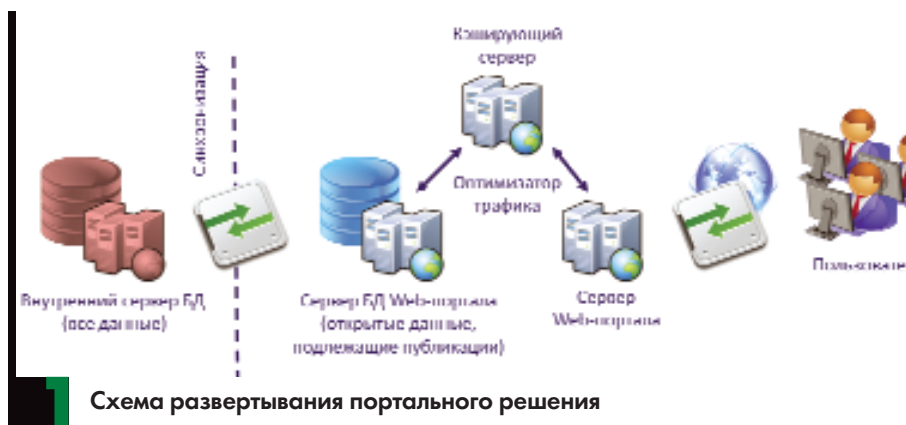 Кэширующий
сервер
Синхронизация
Оптимизатор
трафика
Пользовате
Внутренний сервер БД
(все данные)
Сервер БД Web-портала
(открытые данные,
подлежащие публикации)
Сервер
Web-портала
Схема развертывания портального решения